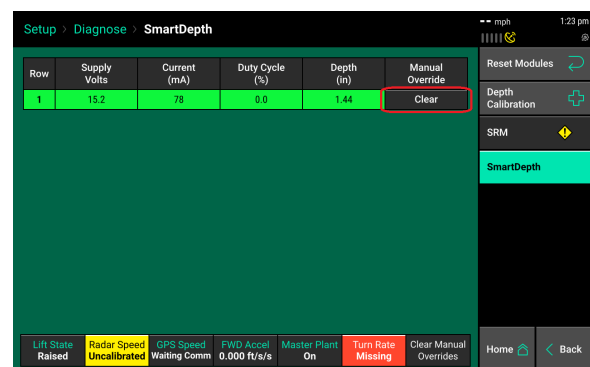 Setup > Diagnose > SmartDepth
-- mph 1:23 pm
Row Supply Volts Current (mA) Duty Cycle (%) Depth (in) Manual Override
1 15.2 78 0.0 1.44 Clear
Reset Modules
Depth Calibration
SRM
SmartDepth
Lift State Raised
Radar Speed Uncalibrated
GPS Speed Waiting Comm
FWD Accel 0.000 ft/s/s
Master Plant On
Turn Rate Missing
Clear Manual Overrides
Home
< Back